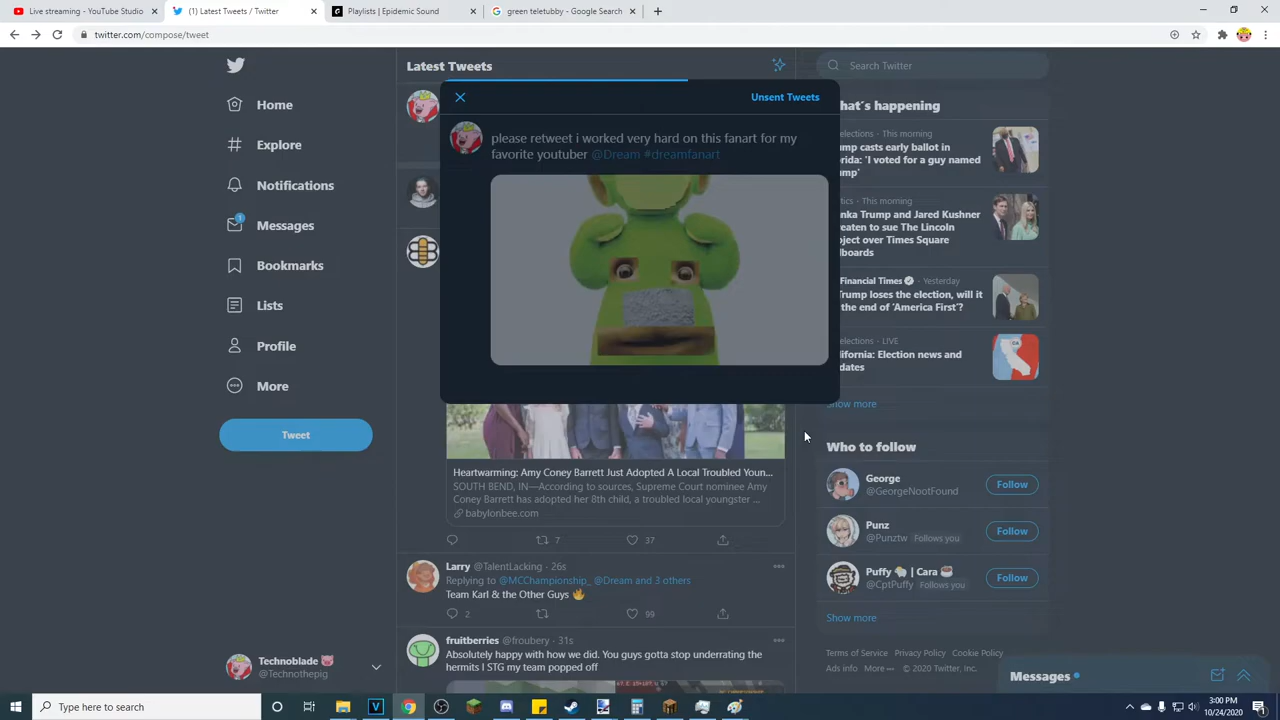 Live streaming - YouTube Studio
(1) Latest Tweets / Twitter
Playlists | Epidemic Sound
green teletubby - Google Search
twitter.com/compose/tweet
Home
Explore
Notifications
1
Messages
Bookmarks
Lists
Profile
More
Tweet
Technoblade
@Technothepig
Latest Tweets
Unsent Tweets
please retweet i worked very hard on this fanart for my
favorite youtuber @Dream #dreamfanart
Heartwarming: Amy Coney Barrett Just Adopted A Local Troubled Youn...
SOUTH BEND, IN—According to sources, Supreme Court nominee Amy
Coney Barrett has adopted her 8th child, a troubled local youngster ...
babylonbee.com
7
37
Larry @TalentLacking · 26s
Replying to @MCChampionship_ @Dream and 3 others
Team Karl & the Other Guys
2
99
fruitberries @froubery · 31s
Absolutely happy with how we did. You guys gotta stop underrating the
hermits I STG my team popped off
Search Twitter
hat's happening
elections · This morning
ump casts early ballot in
rida: 'I voted for a guy named
ump'
itics · This morning
nka Trump and Jared Kushner
eaten to sue The Lincoln
oject over Times Square
lboards
Financial Times · Yesterday
Trump loses the election, will it
the end of 'America First'?
elections · LIVE
lifornia: Election news and
dates
CA
Show more
Who to follow
George
@GeorgeNootFound
Follow
Punz
@Punztw Follows you
Follow
Puffy | Cara
@CptPuffy Follows you
Follow
Show more
Terms of Service Privacy Policy Cookie Policy
Ads info More © 2020 Twitter, Inc.
Messages
Type here to search
3:00 PM
10/24/2020
1